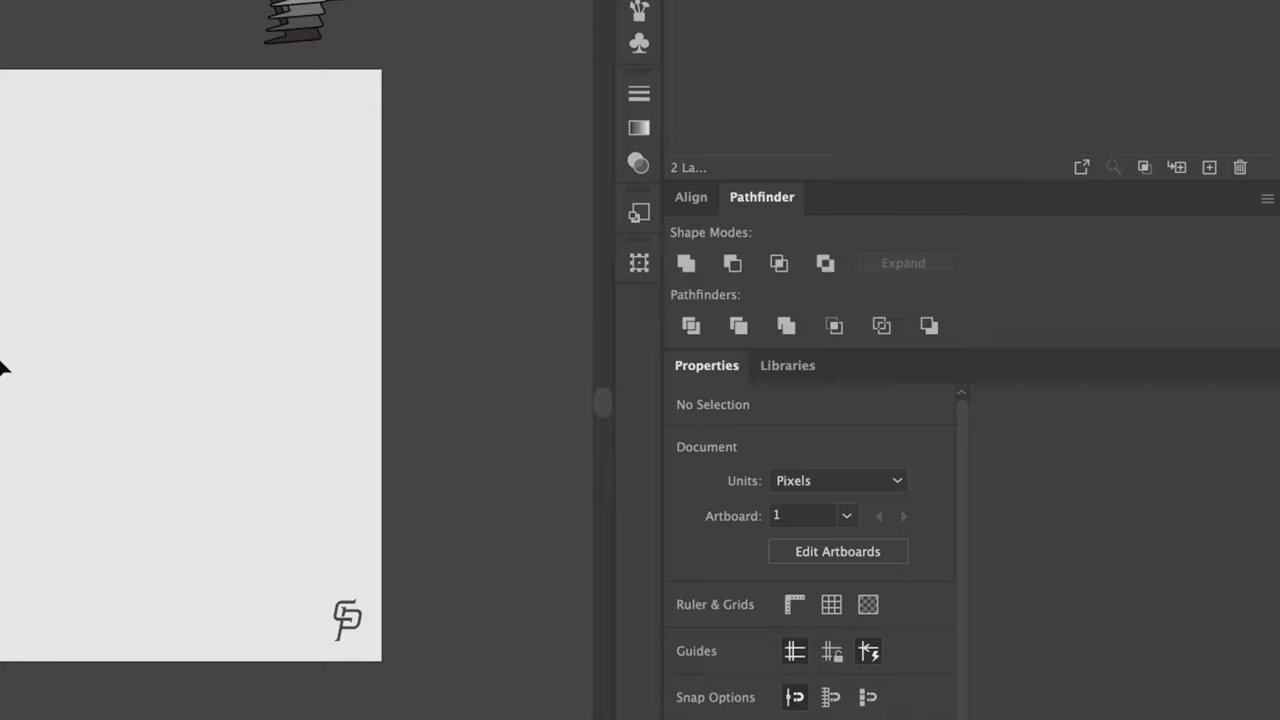 2 La...
Align Pathfinder
Shape Modes:
Expand
Pathfinders:
Properties Libraries
No Selection
Document
Units: Pixels
Artboard: 1
Edit Artboards
Ruler & Grids
Guides
Snap Options